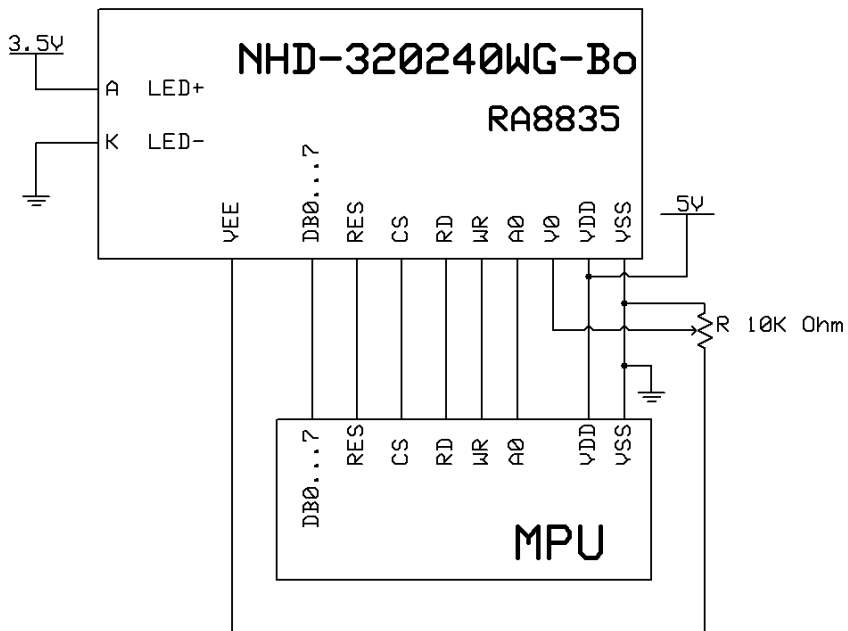 3.5V
NHD-320240WG-Bo
RA8835
A LED+
K LED-
VEE
DB0...7
RES
CS
RD
WR
A0
V0
VDD
VSS
5V
R 10K Ohm
DB0...7
RES
CS
RD
WR
A0
VDD
VSS
MPU